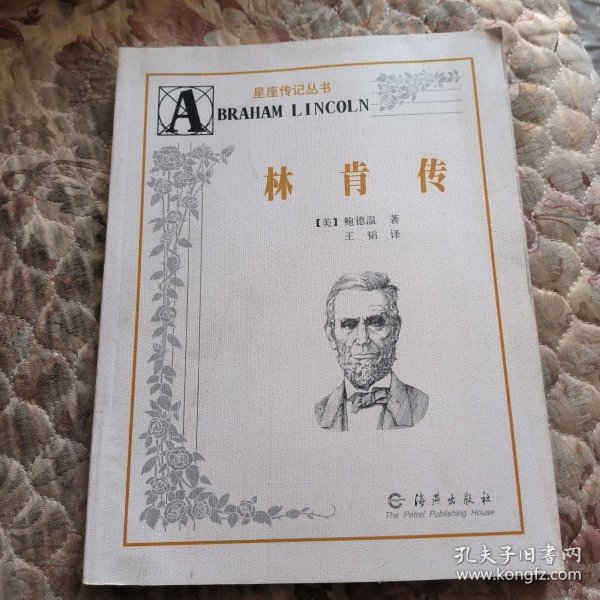 星座传记丛书
ABRAHAM LINCOLN
林肯传
【美】鲍德温 著
王韬 译
海燕出版社
The Petrel Publishing House
孔夫子旧书网
www.kongfz.com